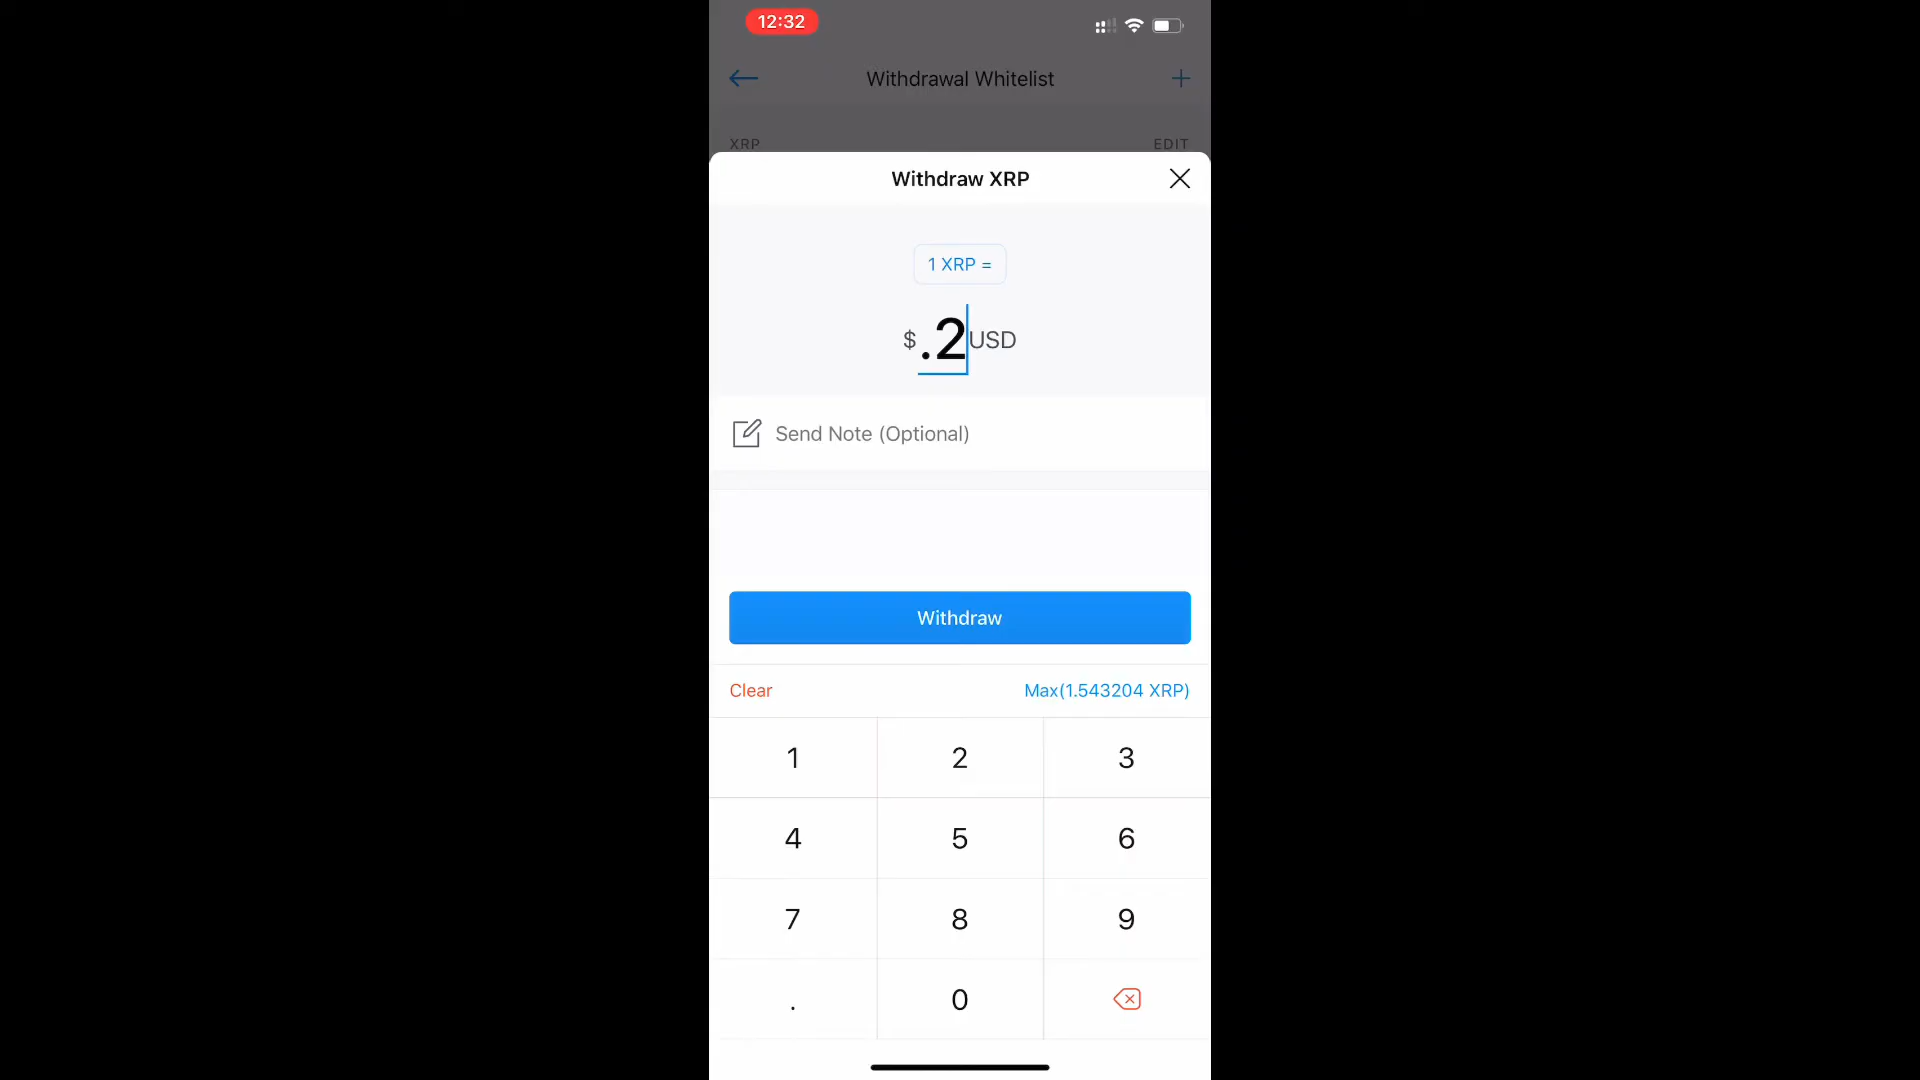 12:32
Withdrawal Whitelist
XRP EDIT
Withdraw XRP
1 XRP =
$ .2 USD
Send Note (Optional)
Withdraw
Clear Max(1.543204 XRP)
1 2 3
4 5 6
7 8 9
. 0